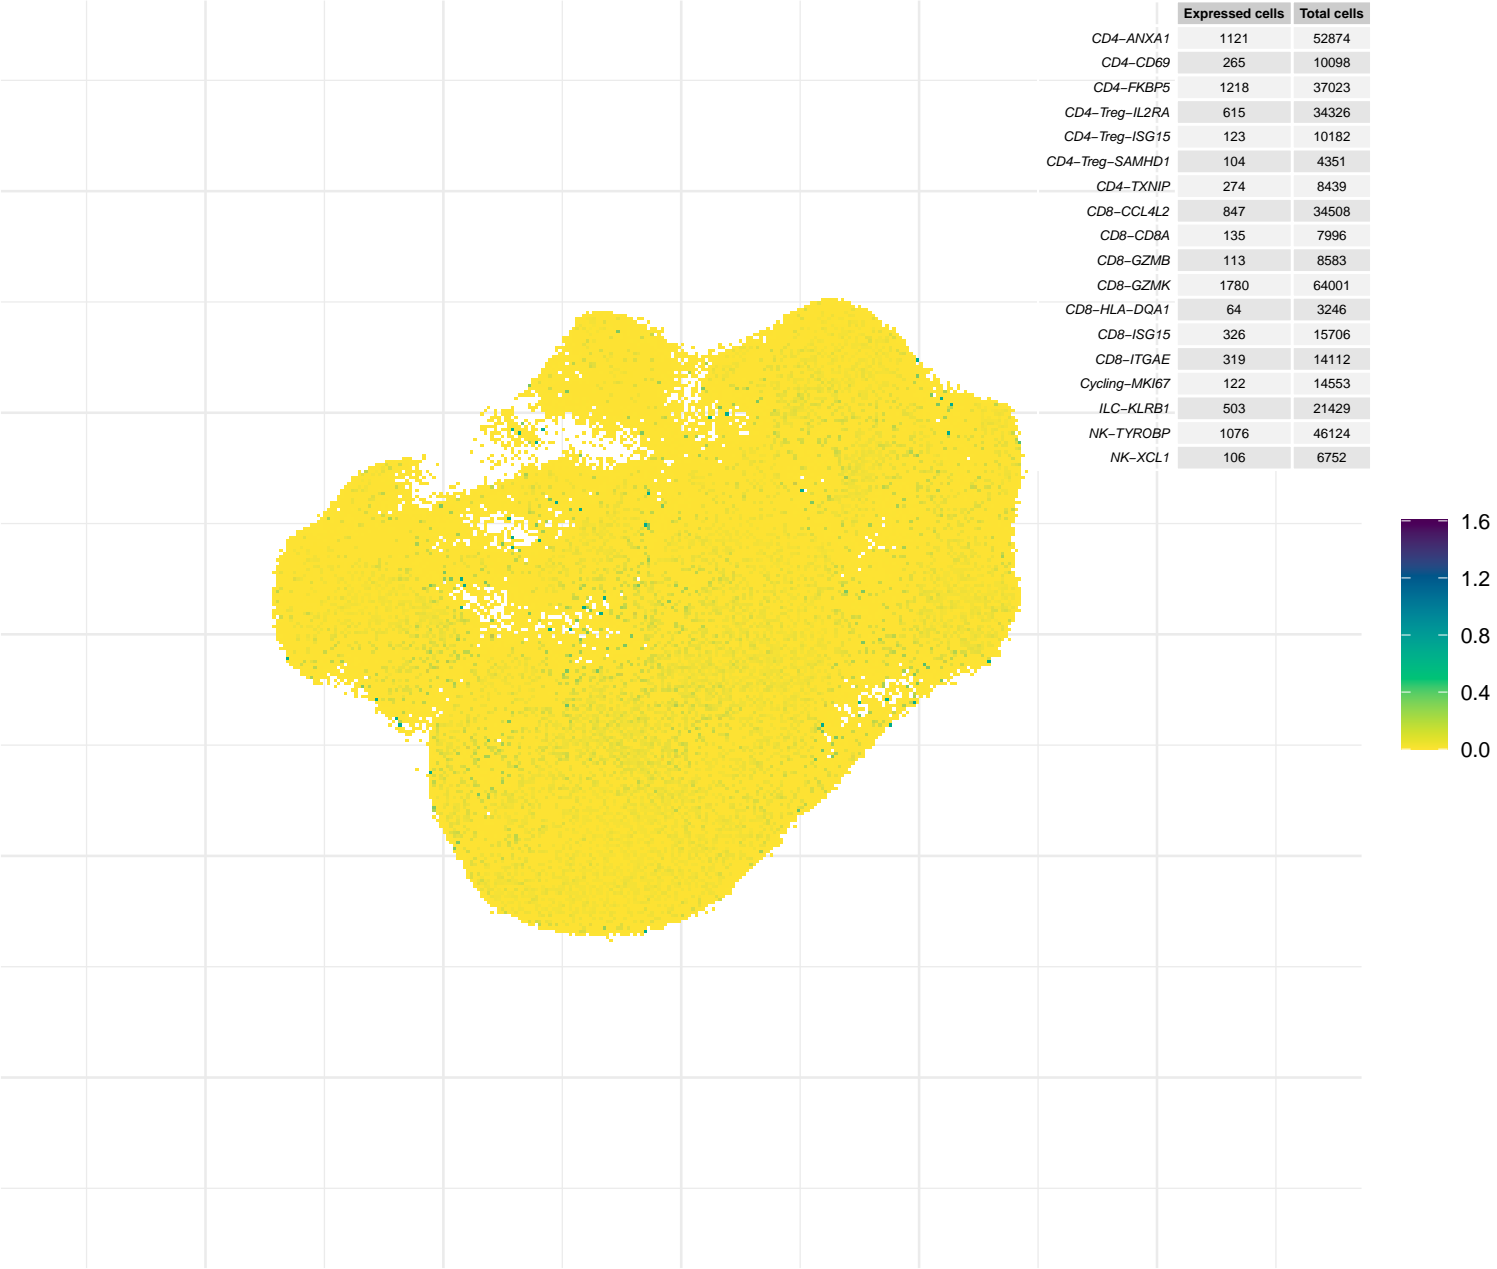 Expressed cells Total cells
CD4−ANXA1 1121 52874
CD4−CD69 265 10098
CD4−FKBP5 1218 37023
CD4−Treg−IL2RA 615 34326
CD4−Treg−ISG15 123 10182
CD4−Treg−SAMHD1 104 4351
CD4−TXNIP 274 8439
CD8−CCL4L2 847 34508
CD8−CD8A 135 7996
CD8−GZMB 113 8583
CD8−GZMK 1780 64001
CD8−HLA−DQA1 64 3246
CD8−ISG15 326 15706
CD8−ITGAE 319 14112
Cycling−MKI67 122 14553
ILC−KLRB1 503 21429
NK−TYROBP 1076 46124
NK−XCL1 106 6752
1.6
1.2
0.8
0.4
0.0